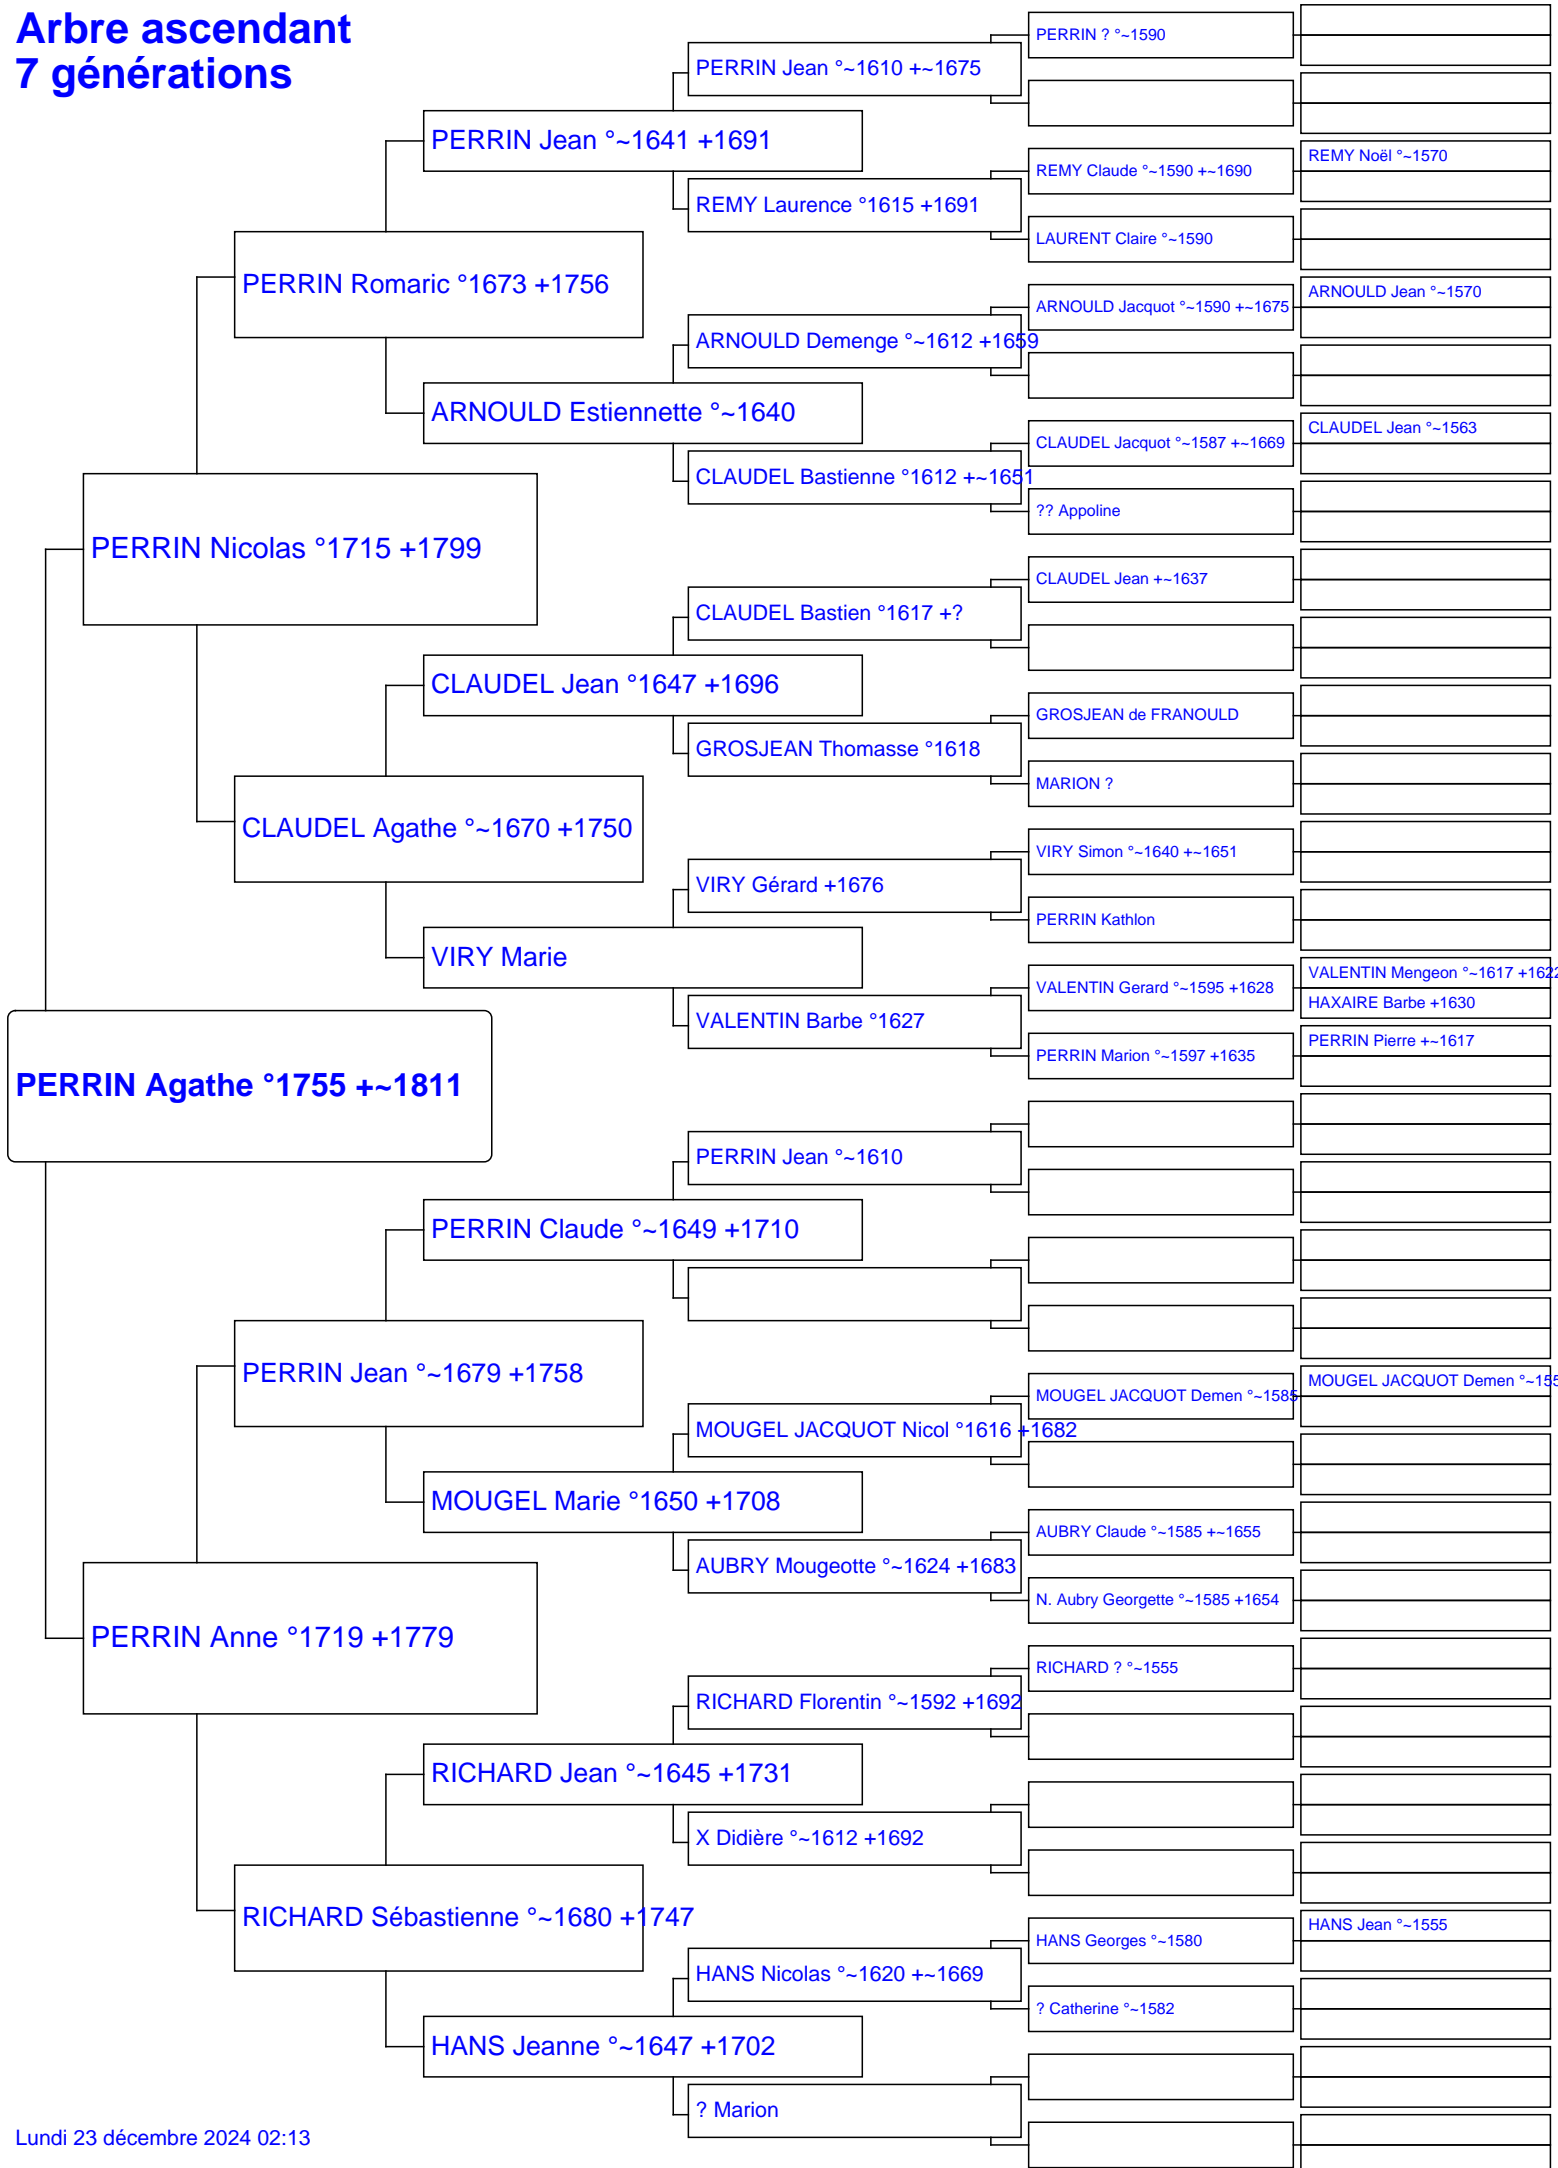 Arbre ascendant
7 générations
PERRIN ? °~1590
PERRIN Jean °~1610 +~1675
PERRIN Jean °~1641 +1691
REMY Noël °~1570
REMY Claude °~1590 +~1690
REMY Laurence °1615 +1691
LAURENT Claire °~1590
PERRIN Romaric °1673 +1756
ARNOULD Jean °~1570
ARNOULD Jacquot °~1590 +~1675
ARNOULD Demenge °~1612 +1659
ARNOULD Estiennette °~1640
CLAUDEL Jean °~1563
CLAUDEL Jacquot °~1587 +~1669
CLAUDEL Bastienne °1612 +~1651
?? Appoline
PERRIN Nicolas °1715 +1799
CLAUDEL Jean +~1637
CLAUDEL Bastien °1617 +?
CLAUDEL Jean °1647 +1696
GROSJEAN de FRANOULD
GROSJEAN Thomasse °1618
MARION ?
CLAUDEL Agathe °~1670 +1750
VIRY Simon °~1640 +~1651
VIRY Gérard +1676
PERRIN Kathlon
VIRY Marie
VALENTIN Mengeon °~1617 +1622
VALENTIN Gerard °~1595 +1628
HAXAIRE Barbe +1630
VALENTIN Barbe °1627
PERRIN Pierre +~1617
PERRIN Marion °~1597 +1635
PERRIN Agathe °1755 +~1811
PERRIN Jean °~1610
PERRIN Claude °~1649 +1710
PERRIN Jean °~1679 +1758
MOUGEL JACQUOT Demen °~155
MOUGEL JACQUOT Demen °~1585
MOUGEL JACQUOT Nicol °1616 +1682
MOUGEL Marie °1650 +1708
AUBRY Claude °~1585 +~1655
AUBRY Mougeotte °~1624 +1683
N. Aubry Georgette °~1585 +1654
PERRIN Anne °1719 +1779
RICHARD ? °~1555
RICHARD Florentin °~1592 +1692
RICHARD Jean °~1645 +1731
X Didière °~1612 +1692
RICHARD Sébastienne °~1680 +1747
HANS Jean °~1555
HANS Georges °~1580
HANS Nicolas °~1620 +~1669
? Catherine °~1582
HANS Jeanne °~1647 +1702
? Marion
Lundi 23 décembre 2024 02:13